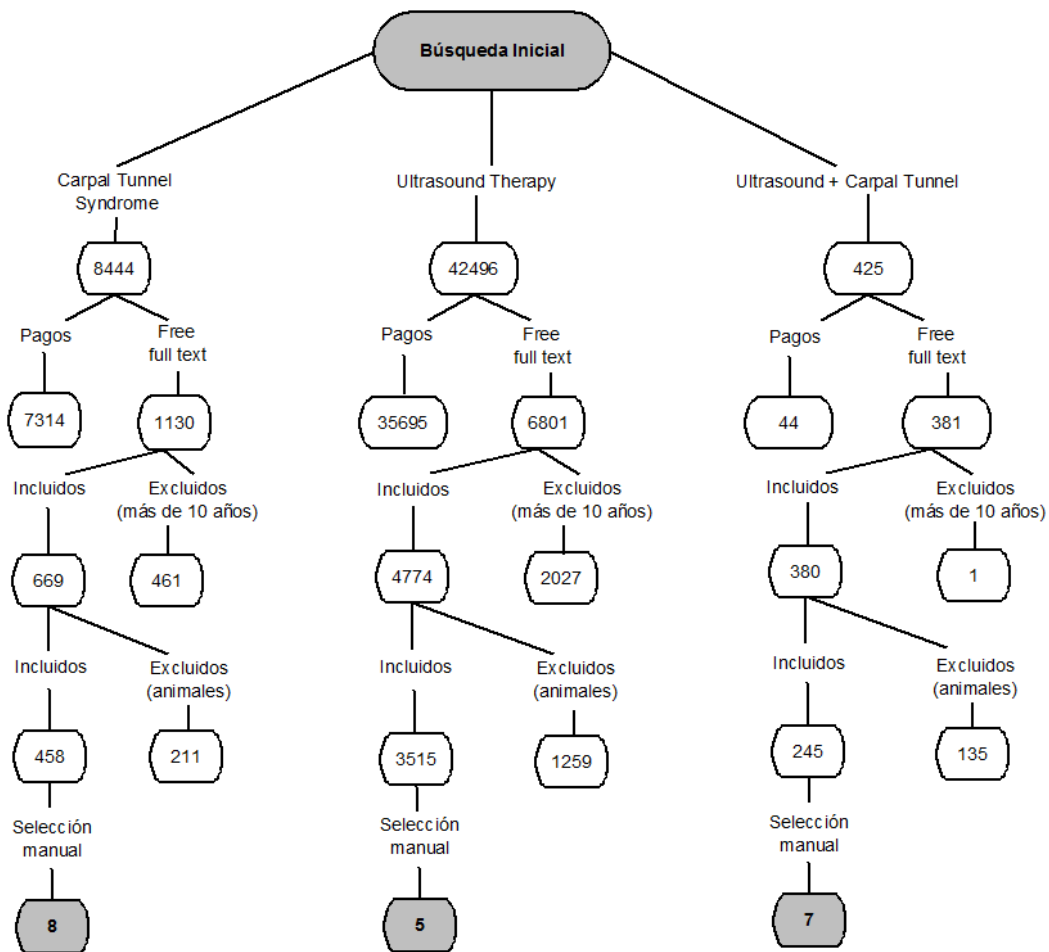 Búsqueda Inicial
Carpal Tunnel
Syndrome
Ultrasound Therapy
Ultrasound + Carpal Tunnel
8444
42496
425
Pagos
Free
full text
Pagos
Free
full text
Pagos
Free
full text
7314
1130
35695
6801
44
381
Incluidos
Excluidos
(más de 10 años)
Incluidos
Excluidos
(más de 10 años)
Incluidos
Excluidos
(más de 10 años)
669
461
4774
2027
380
1
Incluidos
Excluidos
(animales)
Incluidos
Excluidos
(animales)
Incluidos
Excluidos
(animales)
458
211
3515
1259
245
135
Selección
manual
Selección
manual
Selección
manual
8
5
7